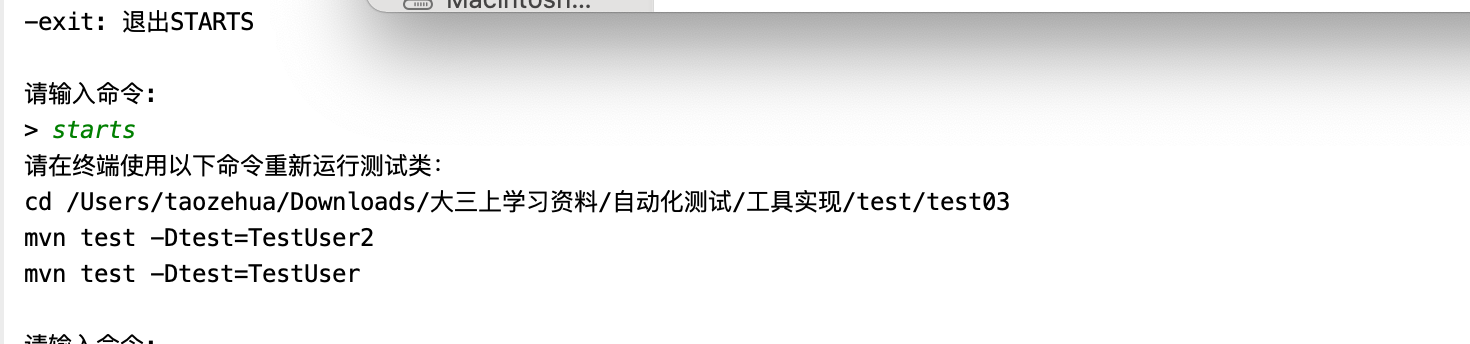 Macintosh...
-exit: 退出STARTS
请输入命令:
> starts
请在终端使用以下命令重新运行测试类:
cd /Users/taozehua/Downloads/大三上学习资料/自动化测试/工具实现/test/test03
mvn test -Dtest=TestUser2
mvn test -Dtest=TestUser
请输入命令: